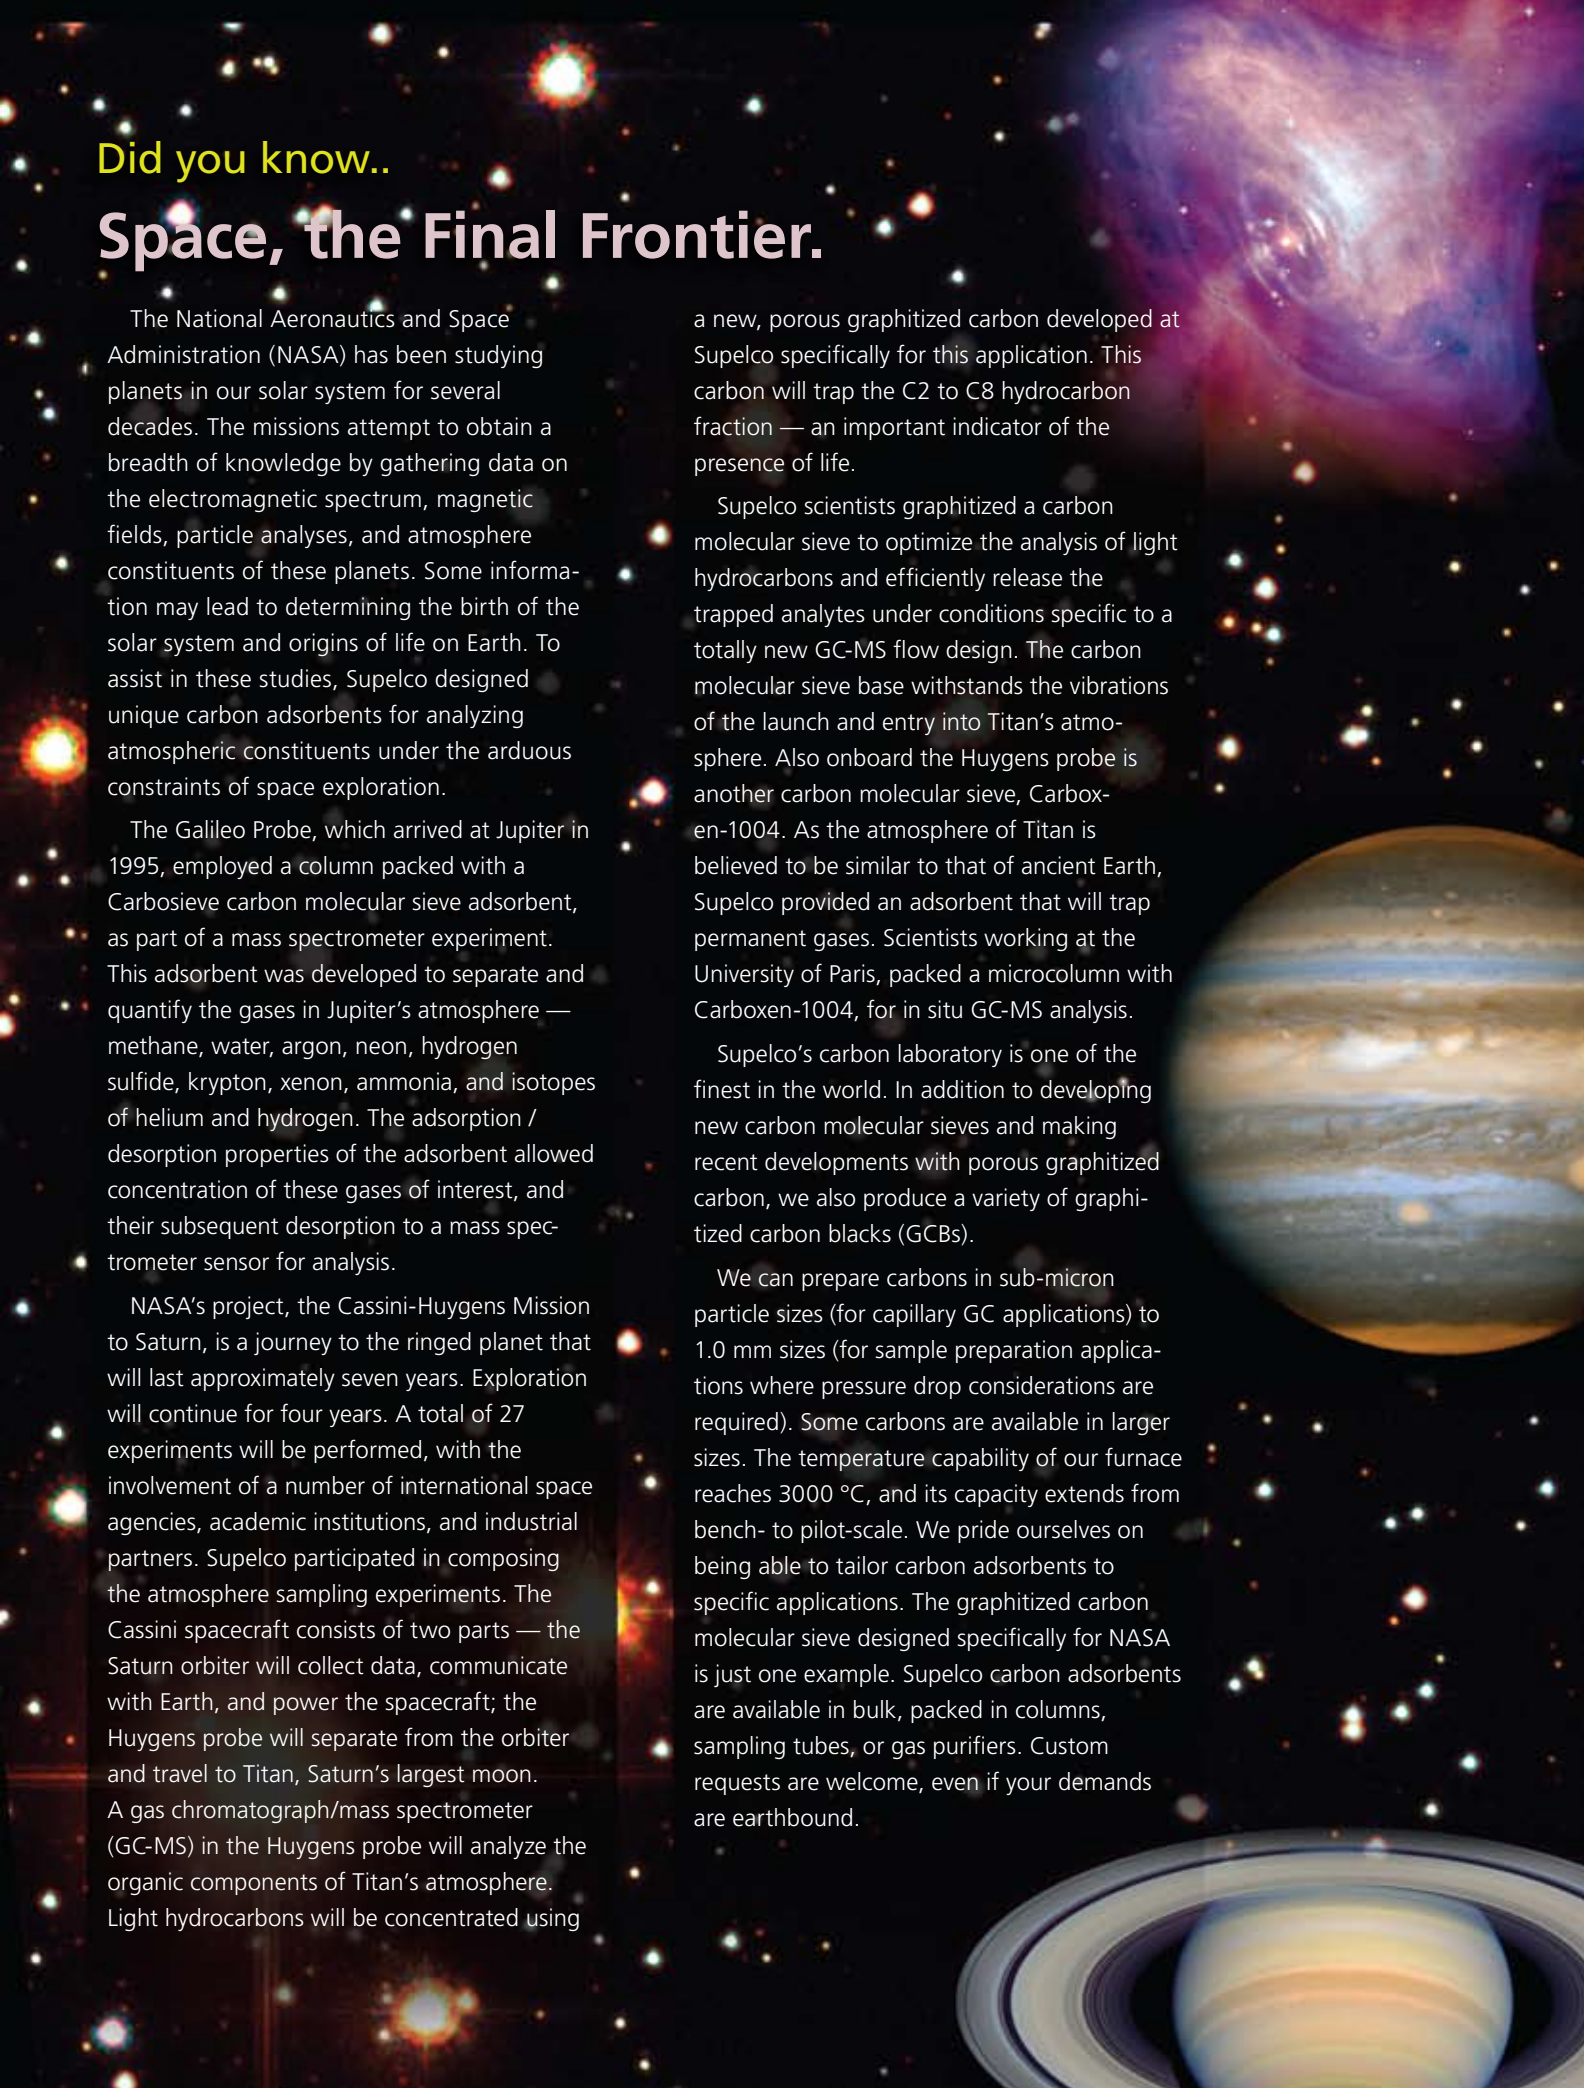 Did you know..
Space, the Final Frontier.
The National Aeronautics and Space
Administration (NASA) has been studying
planets in our solar system for several
decades. The missions attempt to obtain a
breadth of knowledge by gathering data on
the electromagnetic spectrum, magnetic
fields, particle analyses, and atmosphere
constituents of these planets. Some informa-
tion may lead to determining the birth of the
solar system and origins of life on Earth. To
assist in these studies, Supelco designed
unique carbon adsorbents for analyzing
atmospheric constituents under the arduous
constraints of space exploration.
The Galileo Probe, which arrived at Jupiter in
1995, employed a column packed with a
Carbosieve carbon molecular sieve adsorbent,
as part of a mass spectrometer experiment.
This adsorbent was developed to separate and
quantify the gases in Jupiter’s atmosphere —
methane, water, argon, neon, hydrogen
sulfide, krypton, xenon, ammonia, and isotopes
of helium and hydrogen. The adsorption /
desorption properties of the adsorbent allowed
concentration of these gases of interest, and
their subsequent desorption to a mass spec-
trometer sensor for analysis.
NASA’s project, the Cassini-Huygens Mission
to Saturn, is a journey to the ringed planet that
will last approximately seven years. Exploration
will continue for four years. A total of 27
experiments will be performed, with the
involvement of a number of international space
agencies, academic institutions, and industrial
partners. Supelco participated in composing
the atmosphere sampling experiments. The
Cassini spacecraft consists of two parts — the
Saturn orbiter will collect data, communicate
with Earth, and power the spacecraft; the
Huygens probe will separate from the orbiter
and travel to Titan, Saturn’s largest moon.
A gas chromatograph/mass spectrometer
(GC-MS) in the Huygens probe will analyze the
organic components of Titan’s atmosphere.
Light hydrocarbons will be concentrated using
a new, porous graphitized carbon developed at
Supelco specifically for this application. This
carbon will trap the C2 to C8 hydrocarbon
fraction — an important indicator of the
presence of life.
Supelco scientists graphitized a carbon
molecular sieve to optimize the analysis of light
hydrocarbons and efficiently release the
trapped analytes under conditions specific to a
totally new GC-MS flow design. The carbon
molecular sieve base withstands the vibrations
of the launch and entry into Titan’s atmo-
sphere. Also onboard the Huygens probe is
another carbon molecular sieve, Carbox-
en-1004. As the atmosphere of Titan is
believed to be similar to that of ancient Earth,
Supelco provided an adsorbent that will trap
permanent gases. Scientists working at the
University of Paris, packed a microcolumn with
Carboxen-1004, for in situ GC-MS analysis.
Supelco’s carbon laboratory is one of the
finest in the world. In addition to developing
new carbon molecular sieves and making
recent developments with porous graphitized
carbon, we also produce a variety of graphi-
tized carbon blacks (GCBs).
We can prepare carbons in sub-micron
particle sizes (for capillary GC applications) to
1.0 mm sizes (for sample preparation applica-
tions where pressure drop considerations are
required). Some carbons are available in larger
sizes. The temperature capability of our furnace
reaches 3000 °C, and its capacity extends from
bench- to pilot-scale. We pride ourselves on
being able to tailor carbon adsorbents to
specific applications. The graphitized carbon
molecular sieve designed specifically for NASA
is just one example. Supelco carbon adsorbents
are available in bulk, packed in columns,
sampling tubes, or gas purifiers. Custom
requests are welcome, even if your demands
are earthbound.